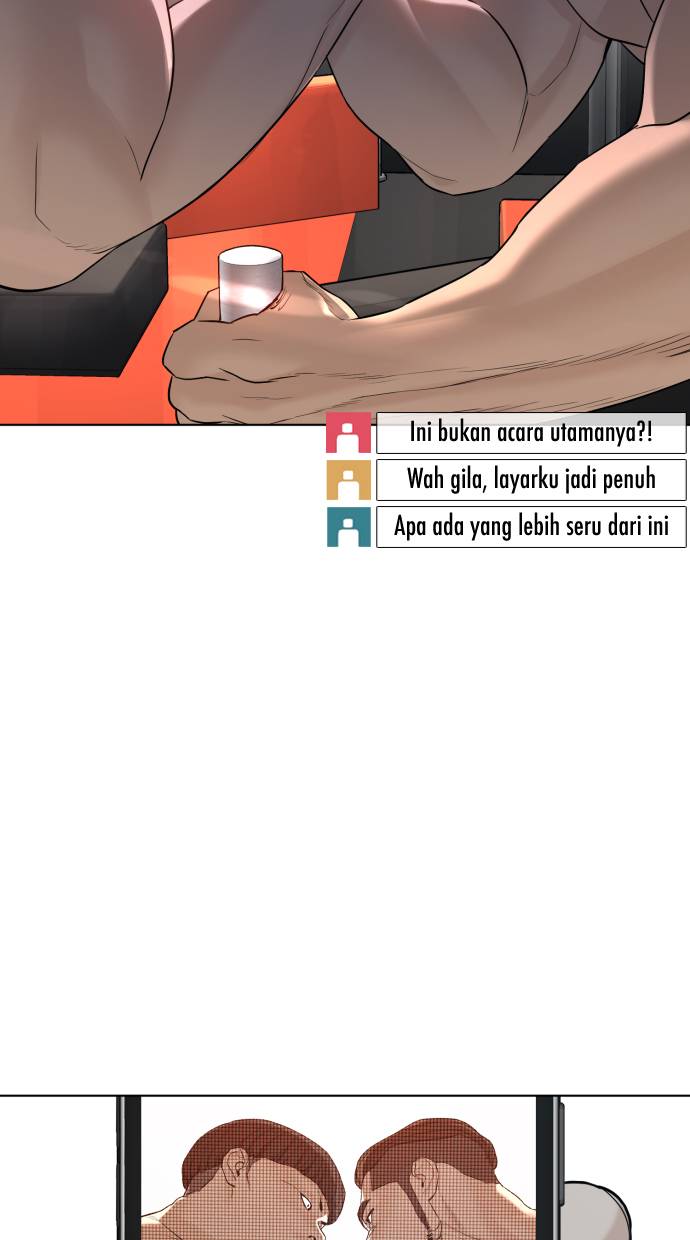 Ini bukan acara utamanya?!
Wah gila, layarku jadi penuh
Apa ada yang lebih seru dari ini